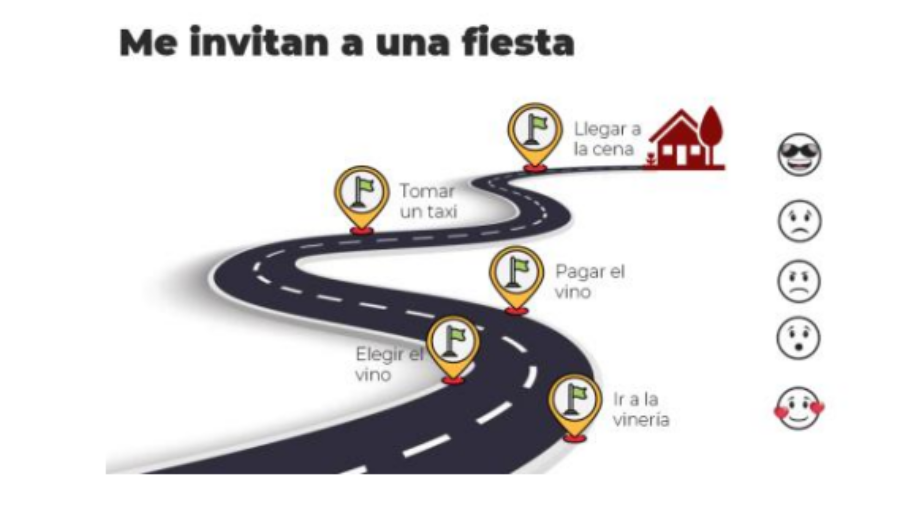 Me invitan a una fiesta
Llegar a
la cena
Tomar
un taxi
Pagar el
vino
Elegir el
vino
Ir a la
vinería